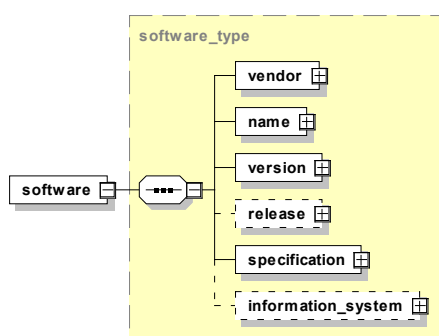 software_type
vendor
name
version
software
release
specification
information_system